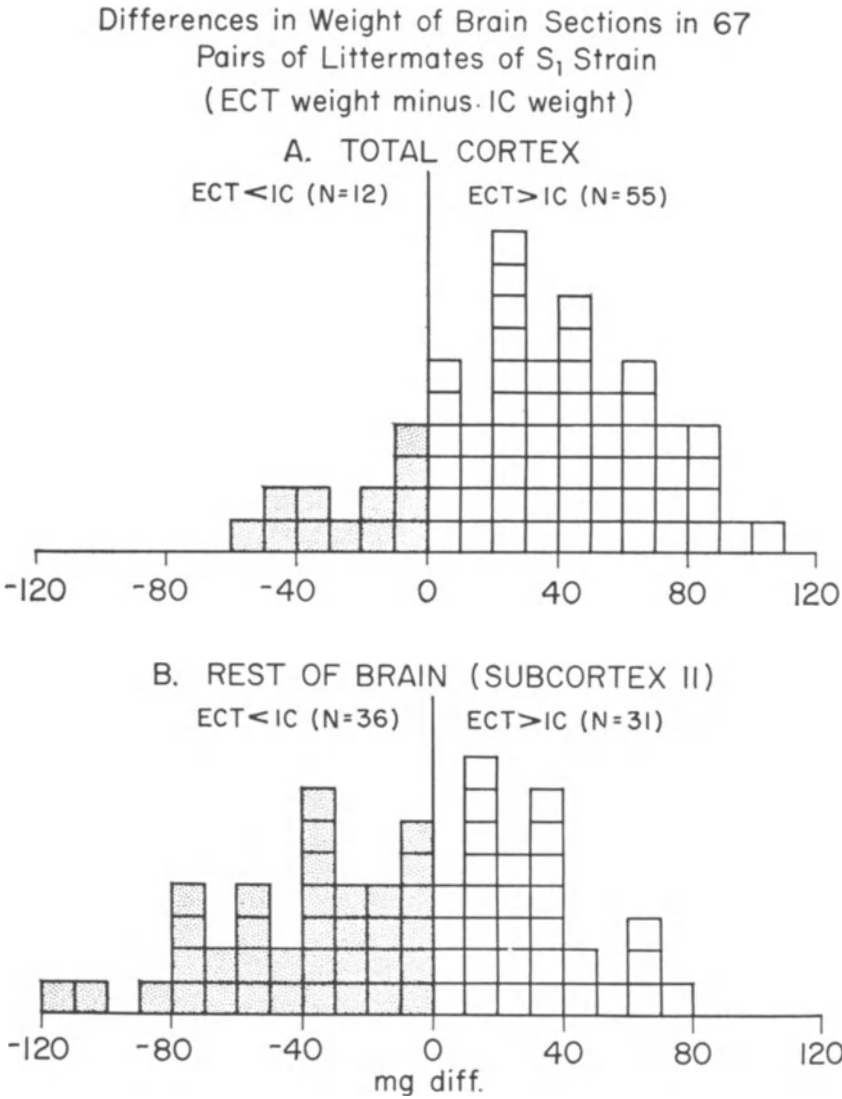 Differences in Weight of Brain Sections in 67
Pairs of Littermates of S₁ Strain
(ECT weight minus IC weight)
A. TOTAL CORTEX
ECT<IC (N=12) ECT>IC (N=55)
-120 -80 -40 0 40 80 120
B. REST OF BRAIN (SUBCORTEX II)
ECT<IC (N=36) ECT>IC (N=31)
-120 -80 -40 0 40 80 120
mg diff.